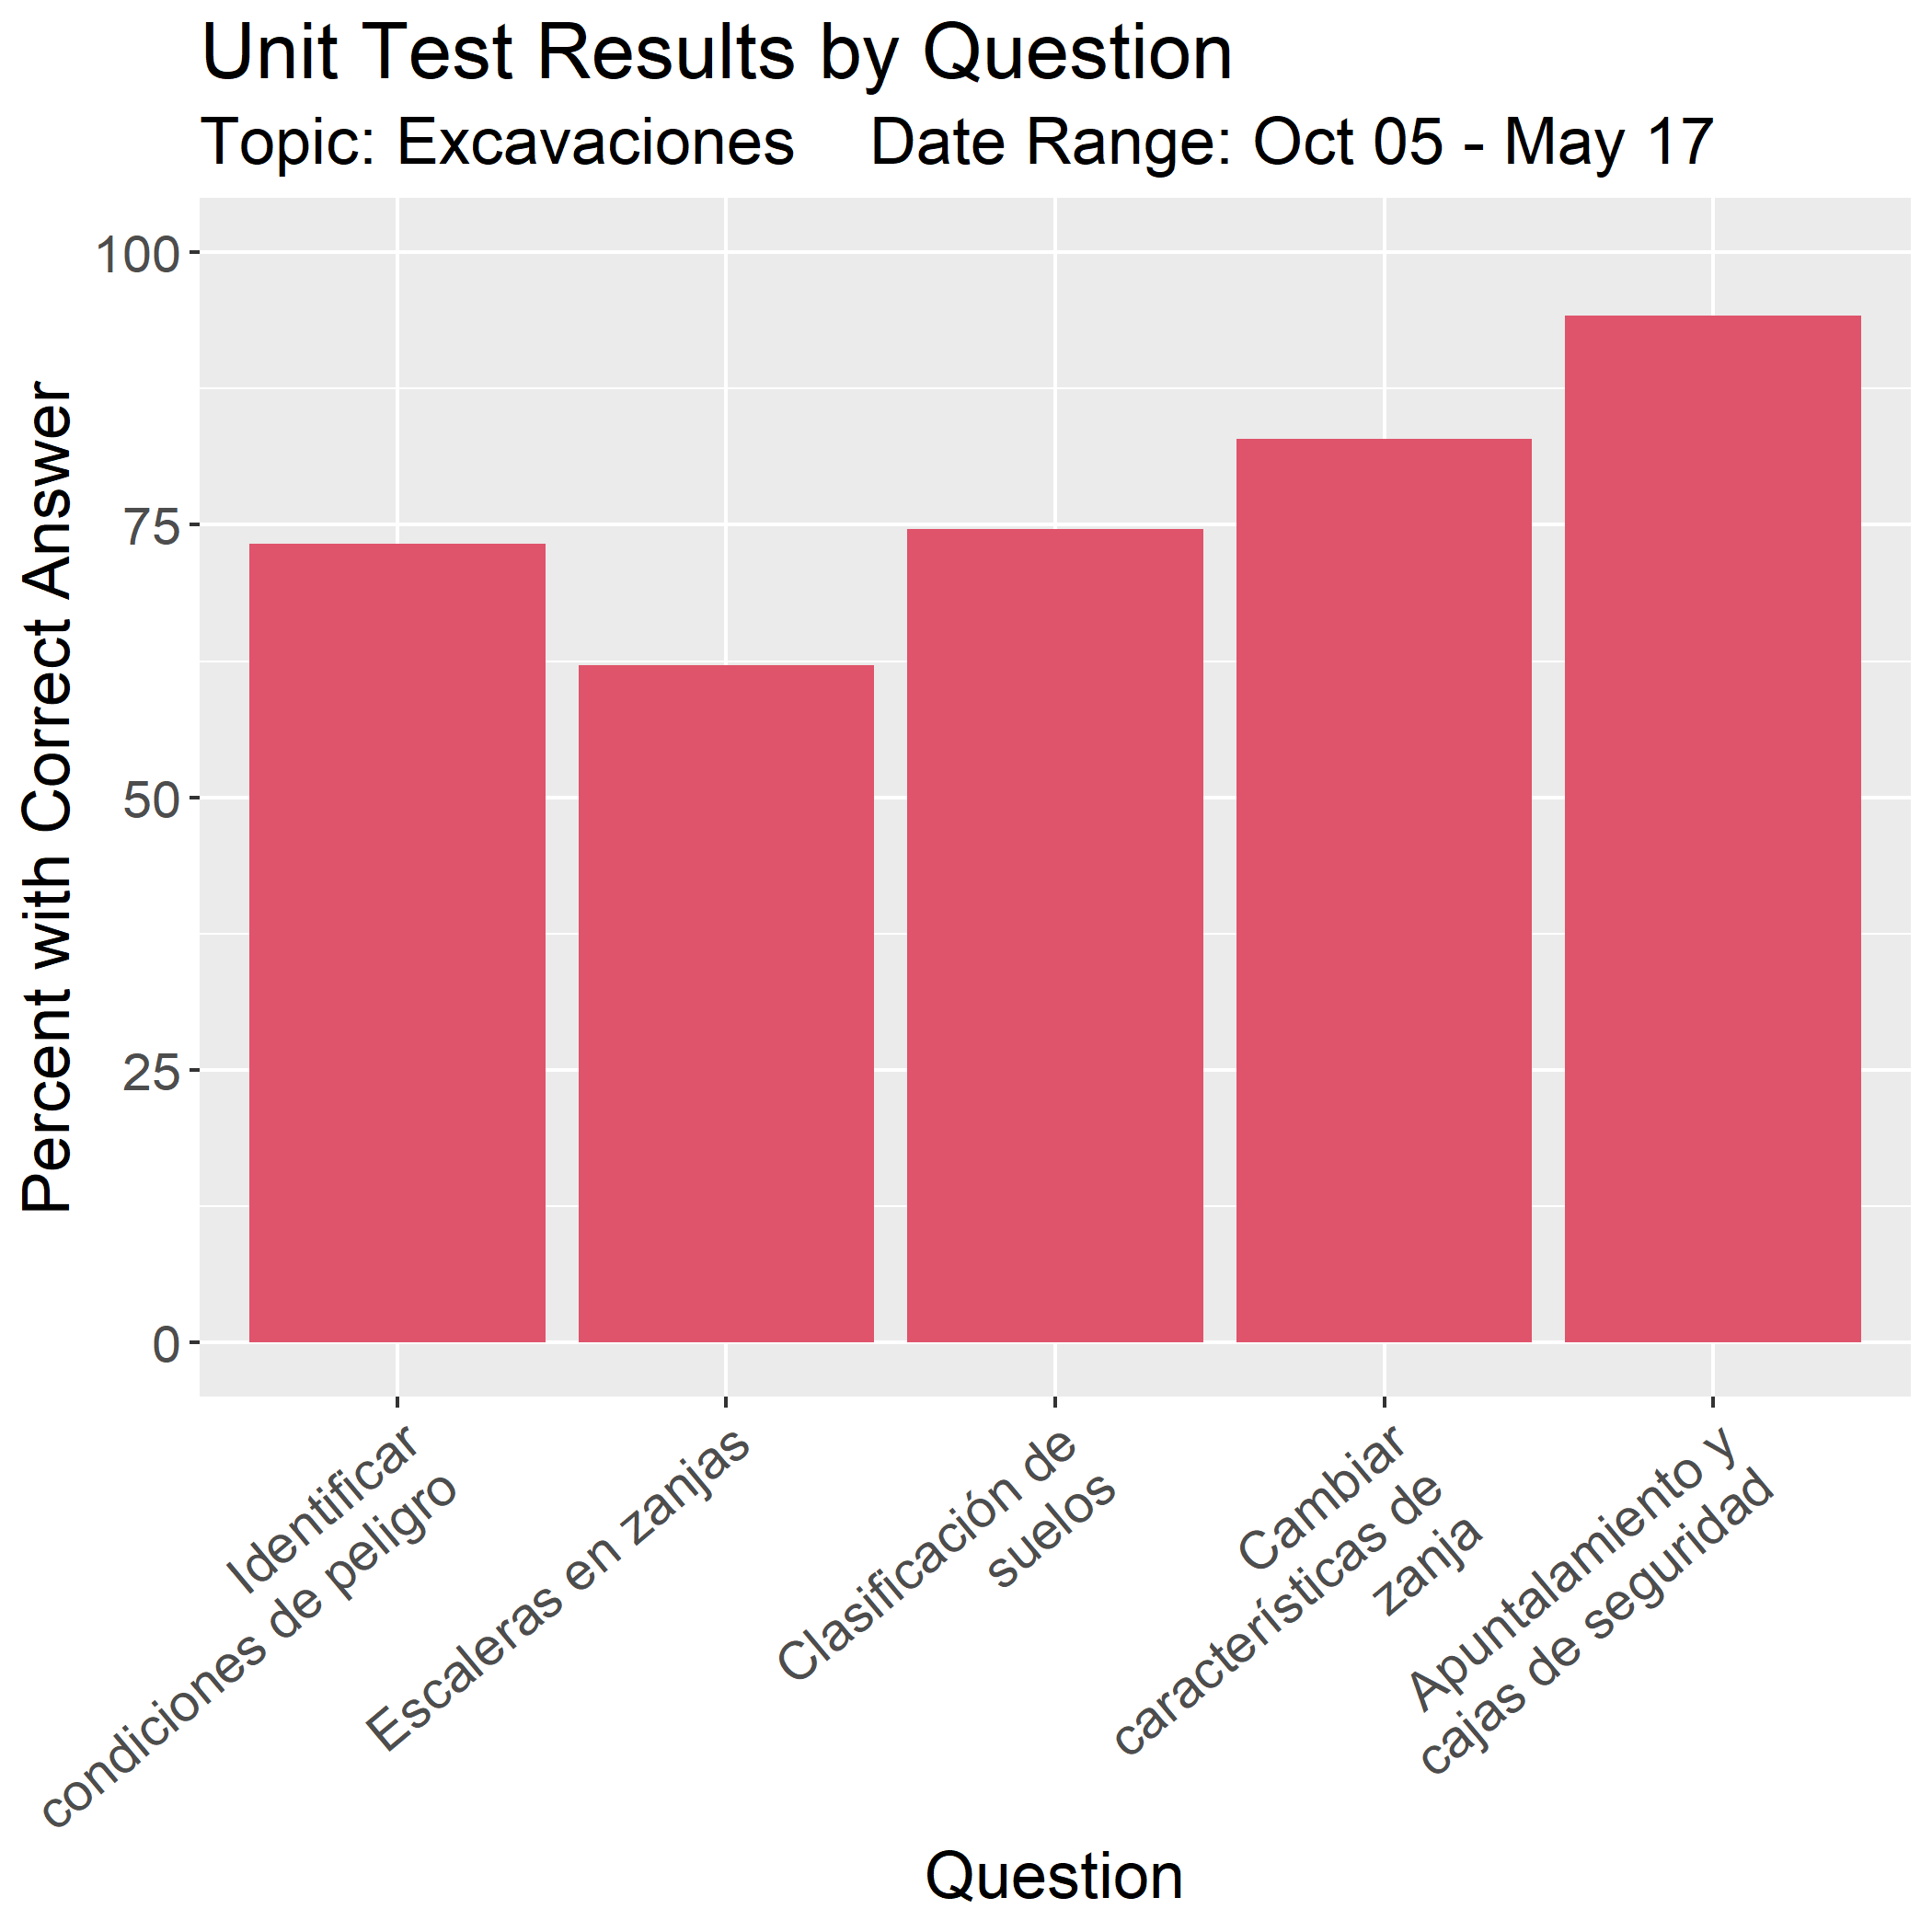 Unit Test Results by Question
Topic: Excavaciones    Date Range: Oct 05 - May 17
Percent with Correct Answer
100
75
50
25
0
Identificar
condiciones de peligro
Escaleras en zanjas
Clasificación de
suelos
Cambiar
características de
zanja
Apuntalamiento y
cajas de seguridad
Question